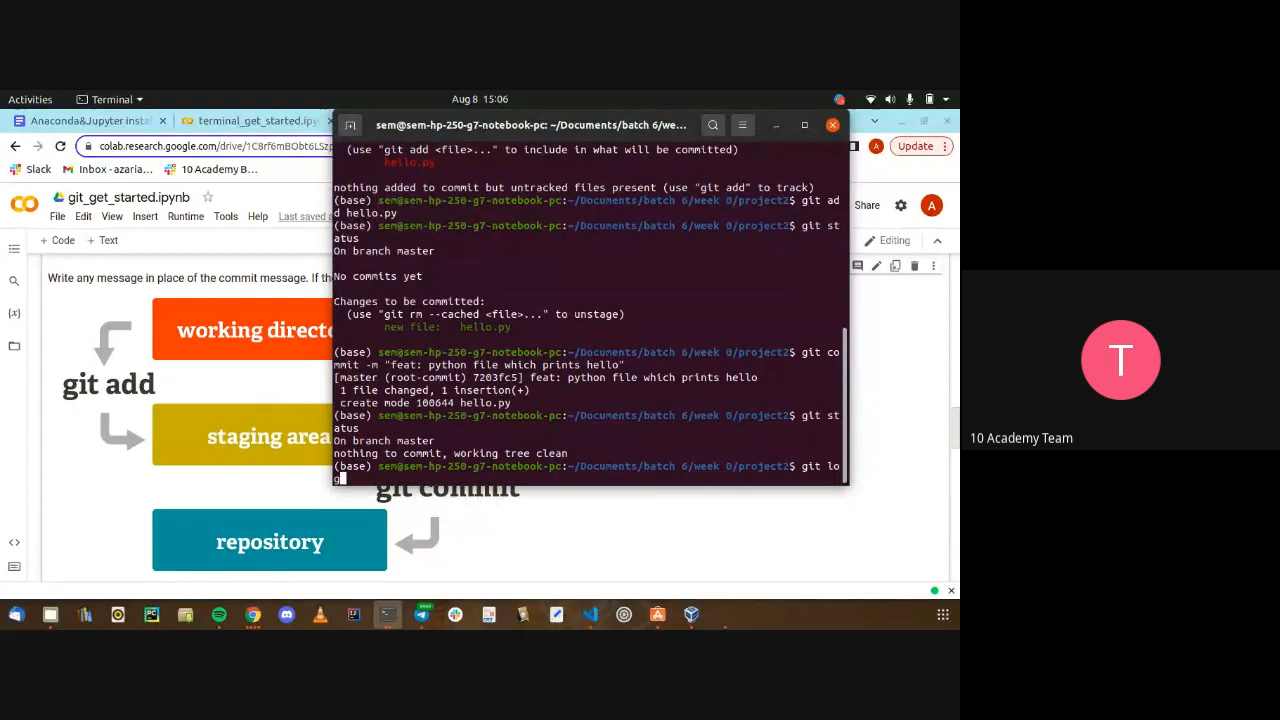 Activities
Terminal
Aug 8 15:06
Anaconda&Jupyter instal
terminal_get_started.ipyn
colab.research.google.com/drive/1C8rf6mBObt6LSzp
A
Update
Slack
Inbox - azaria...
10 Academy B...
git_get_started.ipynb
File
Edit
View
Insert
Runtime
Tools
Help
Last saved a
Share
A
+ Code
+ Text
Editing
Write any message in place of the commit message. If the
working directo
git add
staging area
git commit
repository
sem@sem-hp-250-g7-notebook-pc: ~/Documents/batch 6/we...
(use "git add <file>..." to include in what will be committed)
hello.py
nothing added to commit but untracked files present (use "git add" to track)
(base) sem@sem-hp-250-g7-notebook-pc:~/Documents/batch 6/week 0/project2$ git ad
d hello.py
(base) sem@sem-hp-250-g7-notebook-pc:~/Documents/batch 6/week 0/project2$ git st
atus
On branch master
No commits yet
Changes to be committed:
(use "git rm --cached <file>..." to unstage)
new file:   hello.py
(base) sem@sem-hp-250-g7-notebook-pc:~/Documents/batch 6/week 0/project2$ git co
mmit -m "feat: python file which prints hello"
[master (root-commit) 7203fc5] feat: python file which prints hello
1 file changed, 1 insertion(+)
create mode 100644 hello.py
(base) sem@sem-hp-250-g7-notebook-pc:~/Documents/batch 6/week 0/project2$ git st
atus
On branch master
nothing to commit, working tree clean
(base) sem@sem-hp-250-g7-notebook-pc:~/Documents/batch 6/week 0/project2$ git lo
g
T
10 Academy Team